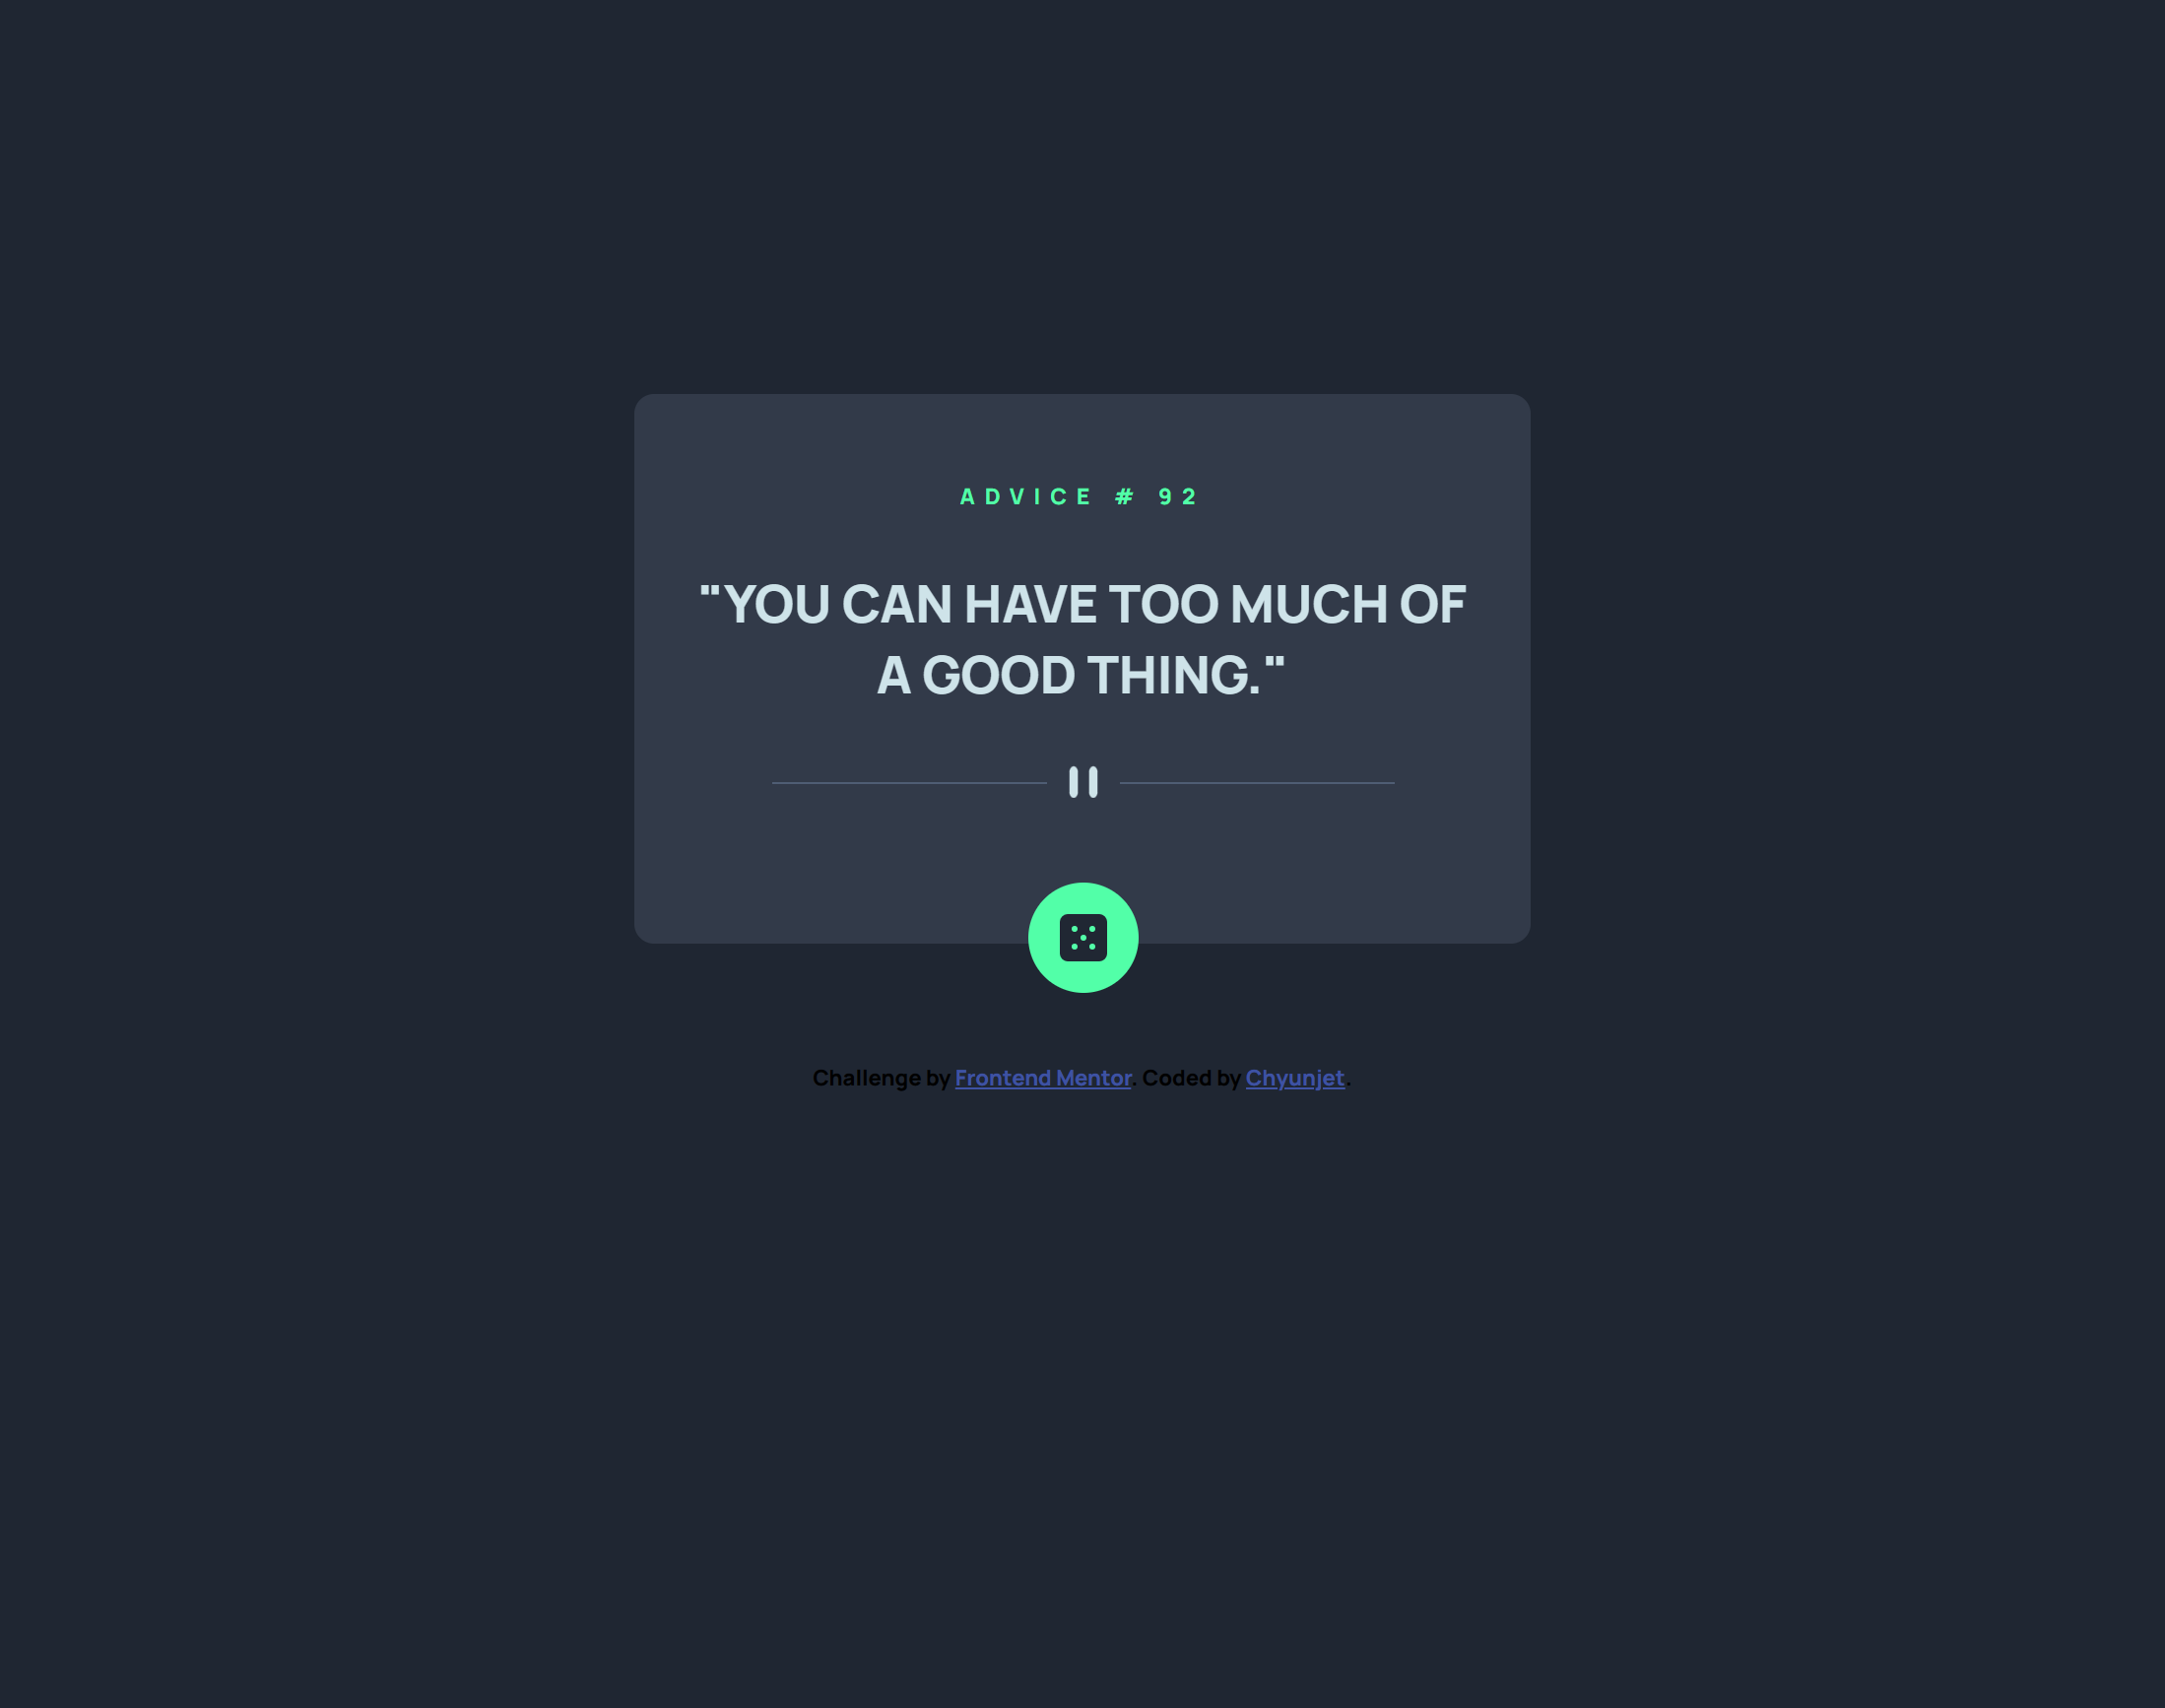 ADVICE # 92
"YOU CAN HAVE TOO MUCH OF
A GOOD THING."
Challenge by Frontend Mentor. Coded by Chyunjet.